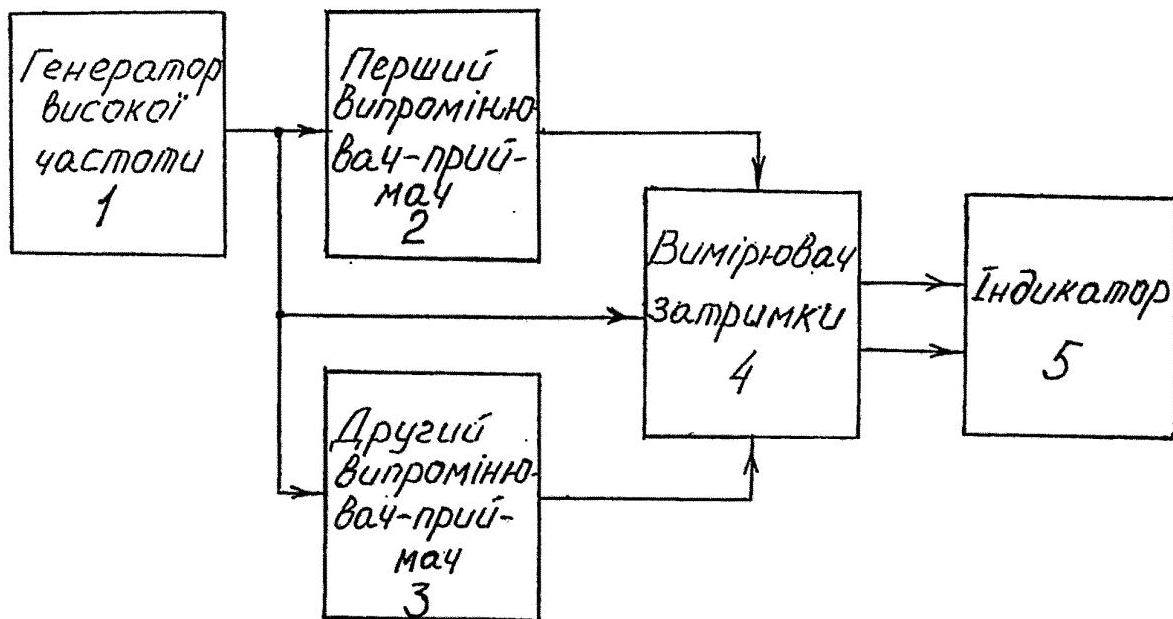 Генератор
високої
частоти
1
Перший
випроміню-
вач-прий-
мач
2
Вимірювач
затримки
4
Індикатор
5
Другий
випроміню-
вач-прий-
мач
3